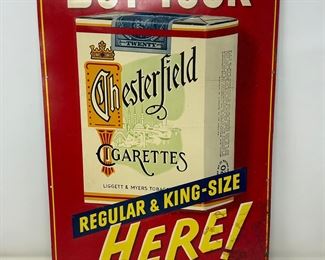 BUY YOUR
TWENTY
Chesterfield
CIGARETTES
LIGGETT & MYERS TOBACCO
REGULAR & KING-SIZE
HERE!